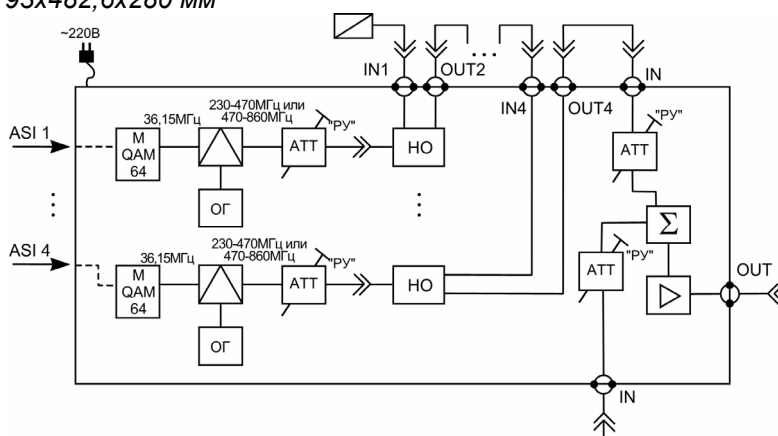 95x482,6x280 мм
~220В
IN1
OUT2
...
IN4
OUT4
IN
ASI 1
36,15МГц
230-470МГц или
470-860МГц
"РУ"
М
QAM
64
ОГ
АТТ
НО
АТТ
"РУ"
ASI 4
36,15МГц
230-470МГц или
470-860МГц
"РУ"
М
QAM
64
ОГ
АТТ
НО
АТТ
"РУ"
Σ
OUT
IN